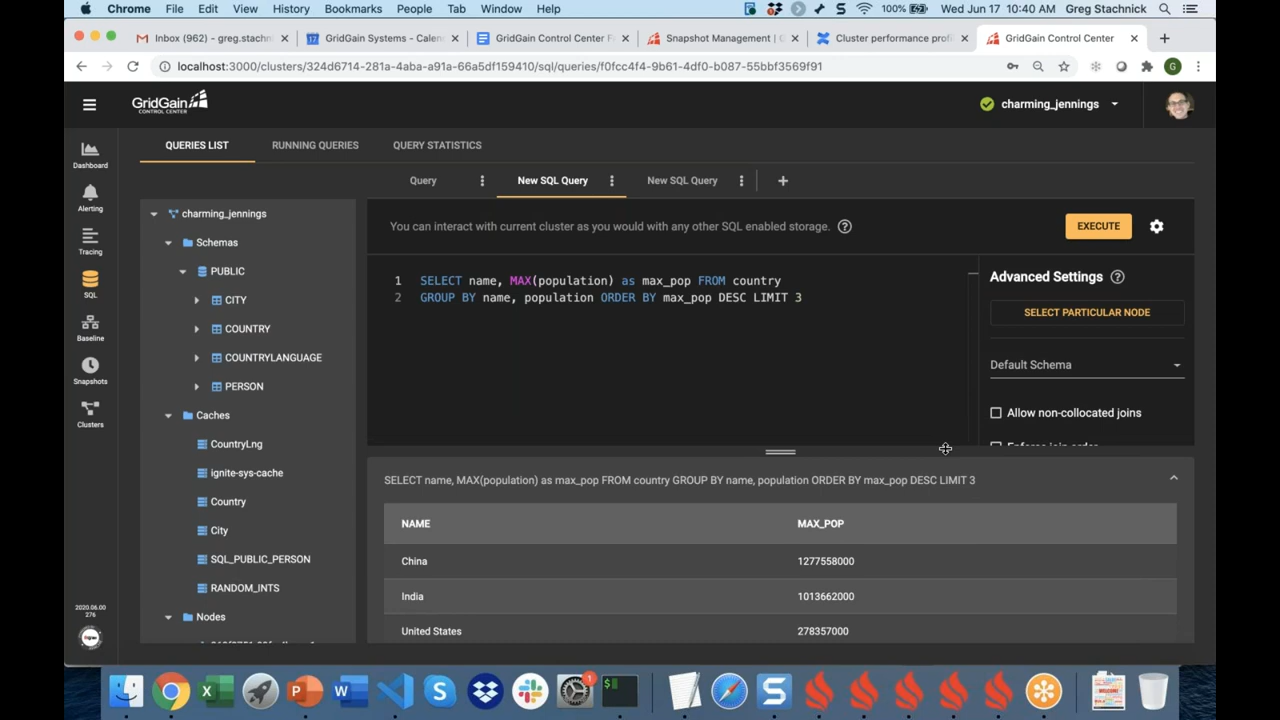 Chrome File Edit View History Bookmarks People Tab Window Help 100% Wed Jun 17 10:40 AM Greg Stachnick
Inbox (962) - greg.stachn GridGain Systems - Calen GridGain Control Center F Snapshot Management | G Cluster performance prof GridGain Control Center
localhost:3000/clusters/324d6714-281a-4aba-a91a-66a5df159410/sql/queries/f0fcc4f4-9b61-4df0-b087-55bbf3569f91
GridGain
CONTROL CENTER
charming_jennings
QUERIES LIST RUNNING QUERIES QUERY STATISTICS
Dashboard
Alerting
Tracing
SQL
Baseline
Snapshots
Clusters
2020.06.00
276
Query New SQL Query New SQL Query
charming_jennings
Schemas
PUBLIC
CITY
COUNTRY
COUNTRYLANGUAGE
PERSON
Caches
CountryLng
ignite-sys-cache
Country
City
SQL_PUBLIC_PERSON
RANDOM_INTS
Nodes
You can interact with current cluster as you would with any other SQL enabled storage. ?
EXECUTE
1 SELECT name, MAX(population) as max_pop FROM country
2 GROUP BY name, population ORDER BY max_pop DESC LIMIT 3
Advanced Settings ?
SELECT PARTICULAR NODE
Default Schema
Allow non-collocated joins
Enforce join order
SELECT name, MAX(population) as max_pop FROM country GROUP BY name, population ORDER BY max_pop DESC LIMIT 3
NAME MAX_POP
China 1277558000
India 1013662000
United States 278357000